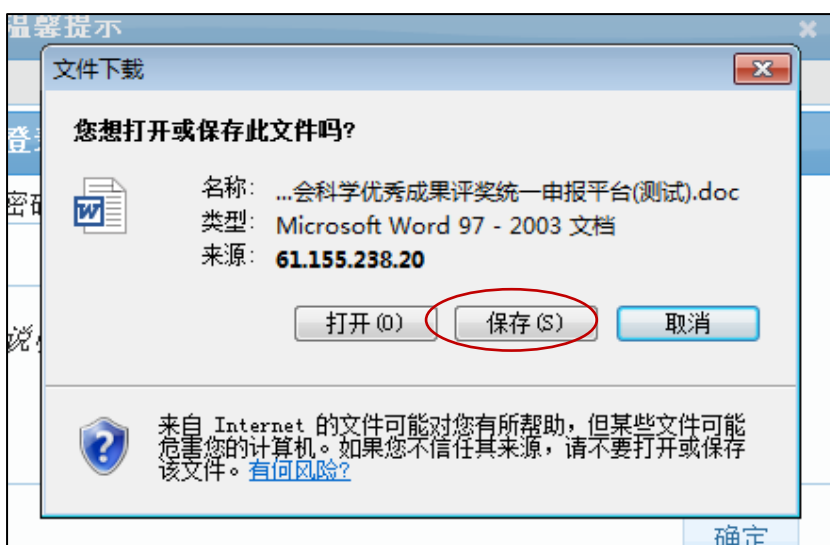 温馨提示
文件下载
您想打开或保存此文件吗?
名称: ...会科学优秀成果评奖统一申报平台(测试).doc
类型: Microsoft Word 97 - 2003 文档
来源: 61.155.238.20
打开(O) 保存(S) 取消
来自 Internet 的文件可能对您有所帮助，但某些文件可能
危害您的计算机。如果您不信任其来源，请不要打开或保存
该文件。有何风险?
登
密
说
确定